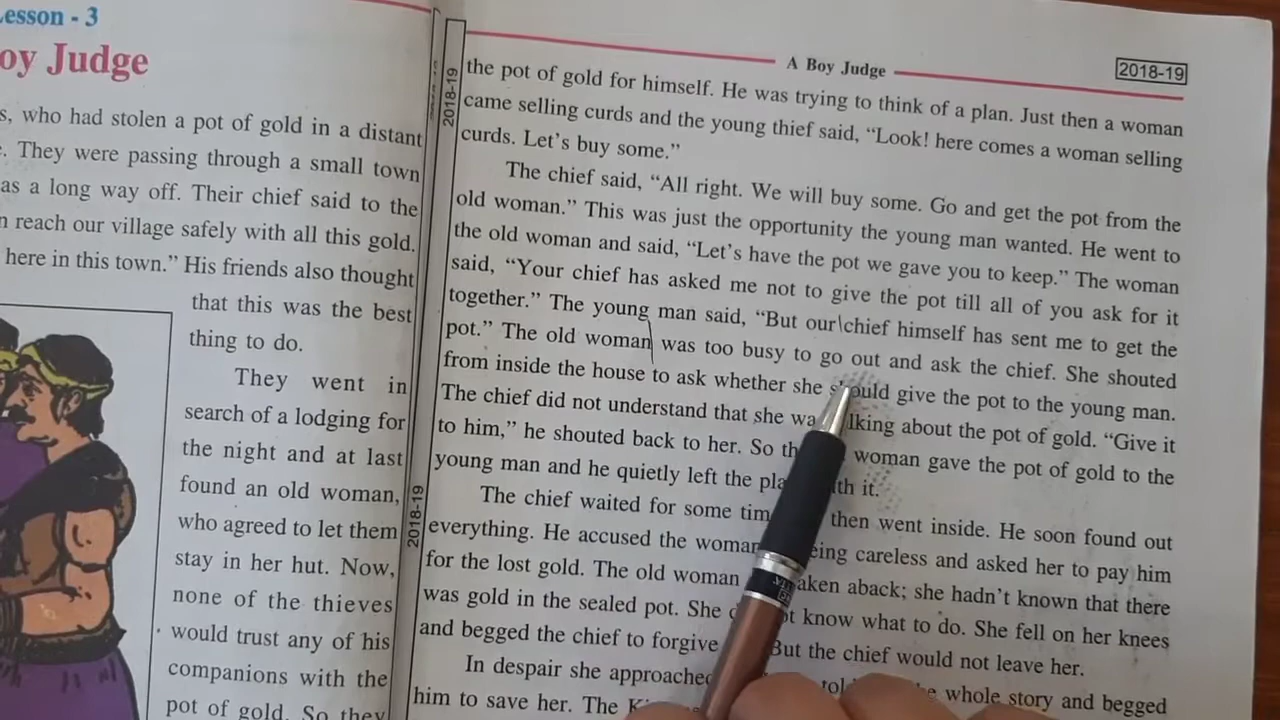 esson - 3
oy Judge
s, who had stolen a pot of gold in a distant
They were passing through a small town
as a long way off. Their chief said to the
n reach our village safely with all this gold.
here in this town.” His friends also thought
that this was the best
thing to do.
They went in
search of a lodging for
the night and at last
found an old woman,
who agreed to let them
stay in her hut. Now,
none of the thieves
would trust any of his
companions with the
pot of gold. So they
2018-19
2018-19
A Boy Judge
2018-19
the pot of gold for himself. He was trying to think of a plan. Just then a woman
came selling curds and the young thief said, “Look! here comes a woman selling
curds. Let’s buy some.”
The chief said, “All right. We will buy some. Go and get the pot from the
old woman.” This was just the opportunity the young man wanted. He went to
the old woman and said, “Let’s have the pot we gave you to keep.” The woman
said, “Your chief has asked me not to give the pot till all of you ask for it
together.” The young man said, “But our chief himself has sent me to get the
pot.” The old woman was too busy to go out and ask the chief. She shouted
from inside the house to ask whether she should give the pot to the young man.
The chief did not understand that she wa lking about the pot of gold. “Give it
to him,” he shouted back to her. So th woman gave the pot of gold to the
young man and he quietly left the pla th it.
The chief waited for some tim then went inside. He soon found out
everything. He accused the woman eing careless and asked her to pay him
for the lost gold. The old woman aken aback; she hadn’t known that there
was gold in the sealed pot. She d ot know what to do. She fell on her knees
and begged the chief to forgive But the chief would not leave her.
In despair she approached tol whole story and begged
him to save her. The K